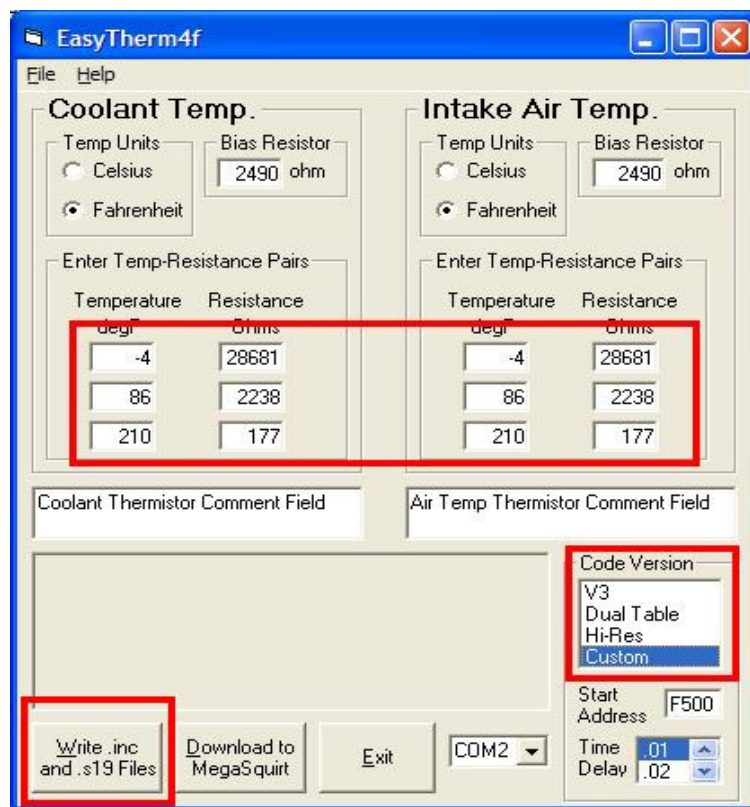 EasyTherm4f
File Help
Coolant Temp.
Temp Units
Celsius
Fahrenheit
Bias Resistor
2490 ohm
Enter Temp-Resistance Pairs
Temperature Resistance
degF Ohms
-4 28681
86 2238
210 177
Coolant Thermistor Comment Field
Intake Air Temp.
Temp Units
Celsius
Fahrenheit
Bias Resistor
2490 ohm
Enter Temp-Resistance Pairs
Temperature Resistance
degF Ohms
-4 28681
86 2238
210 177
Air Temp Thermistor Comment Field
Code Version
V3
Dual Table
Hi-Res
Custom
Start
Address
F500
Time
Delay
.01
.02
Write .inc
and .s19 Files
Download to
MegaSquirt
Exit
COM2